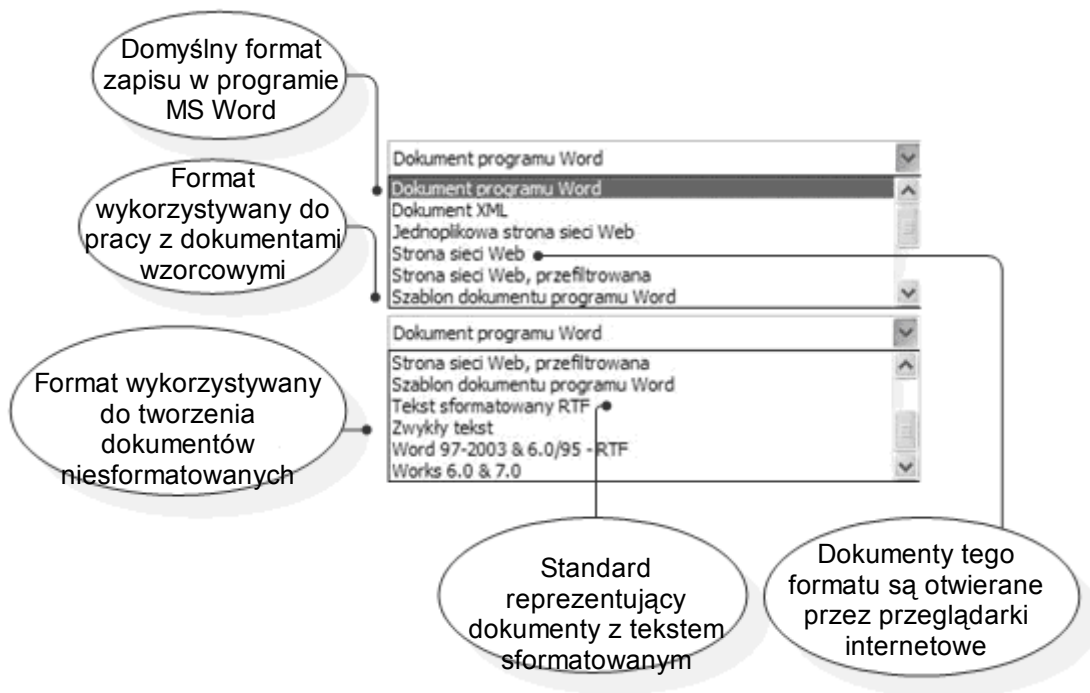 Domyślny format
zapisu w programie
MS Word
Format
wykorzystywany do
pracy z dokumentami
wzorcowymi
Format wykorzystywany
do tworzenia
dokumentów
niesformatowanych
Dokument programu Word
Dokument programu Word
Dokument XML
Jednoplikowa strona sieci Web
Strona sieci Web
Strona sieci Web, przefiltrowana
Szablon dokumentu programu Word
Dokument programu Word
Strona sieci Web, przefiltrowana
Szablon dokumentu programu Word
Tekst sformatowany RTF
Zwykły tekst
Word 97-2003 & 6.0/95 - RTF
Works 6.0 & 7.0
Standard
reprezentujący
dokumenty z tekstem
sformatowanym
Dokumenty tego
formatu są otwierane
przez przeglądarki
internetowe